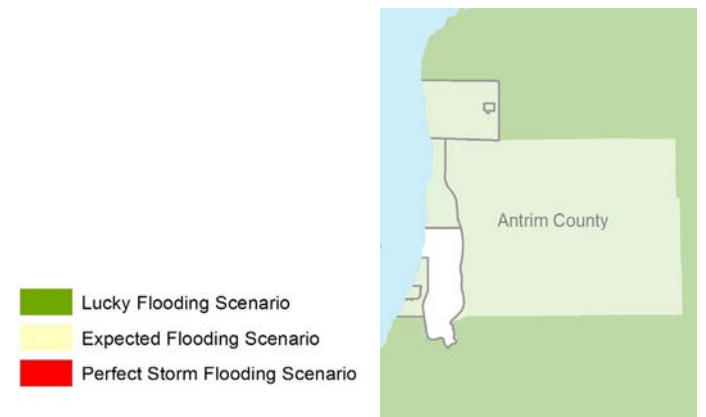 Antrim County
Lucky Flooding Scenario
Expected Flooding Scenario
Perfect Storm Flooding Scenario